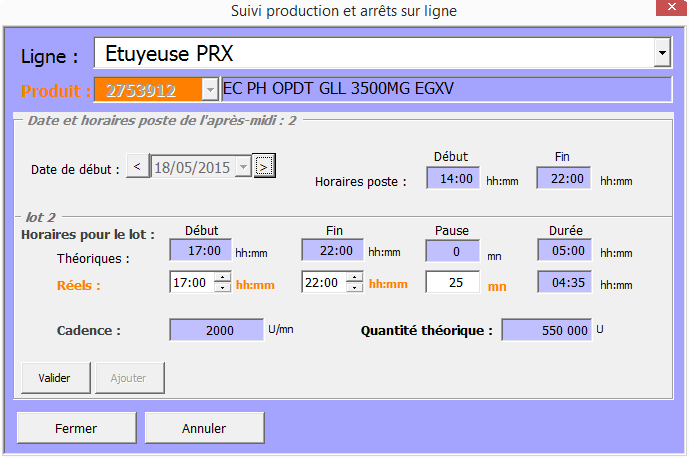 Suivi production et arrêts sur ligne
Ligne : Etuyeuse PRX
Produit : 2753912 EC PH OPDT GLL 3500MG EGXV
Date et horaires poste de l'après-midi : 2
Début Fin
Date de début : < 18/05/2015 > Horaires poste : 14:00 hh:mm 22:00 hh:mm
lot 2
Horaires pour le lot : Début Fin Pause Durée
Théoriques : 17:00 hh:mm 22:00 hh:mm 0 mn 05:00 hh:mm
Réels : 17:00 hh:mm 22:00 hh:mm 25 mn 04:35 hh:mm
Cadence : 2000 U/mn Quantité théorique : 550 000 U
Valider Ajouter
Fermer Annuler